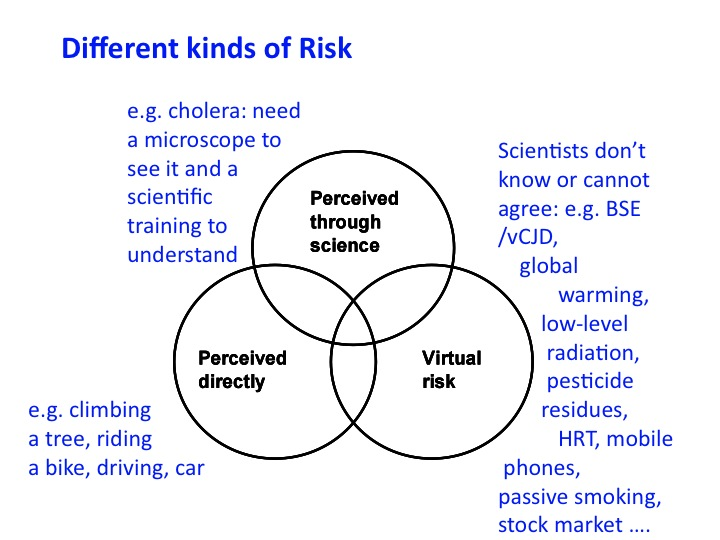 Different kinds of Risk
e.g. cholera: need
a microscope to
see it and a
scientific
training to
understand
Perceived
through
science
Scientists don’t
know or cannot
agree: e.g. BSE
/vCJD,
global
warming,
low-level
radiation,
pesticide
residues,
HRT, mobile
phones,
passive smoking,
stock market ....
Perceived
directly
Virtual
risk
e.g. climbing
a tree, riding
a bike, driving, car